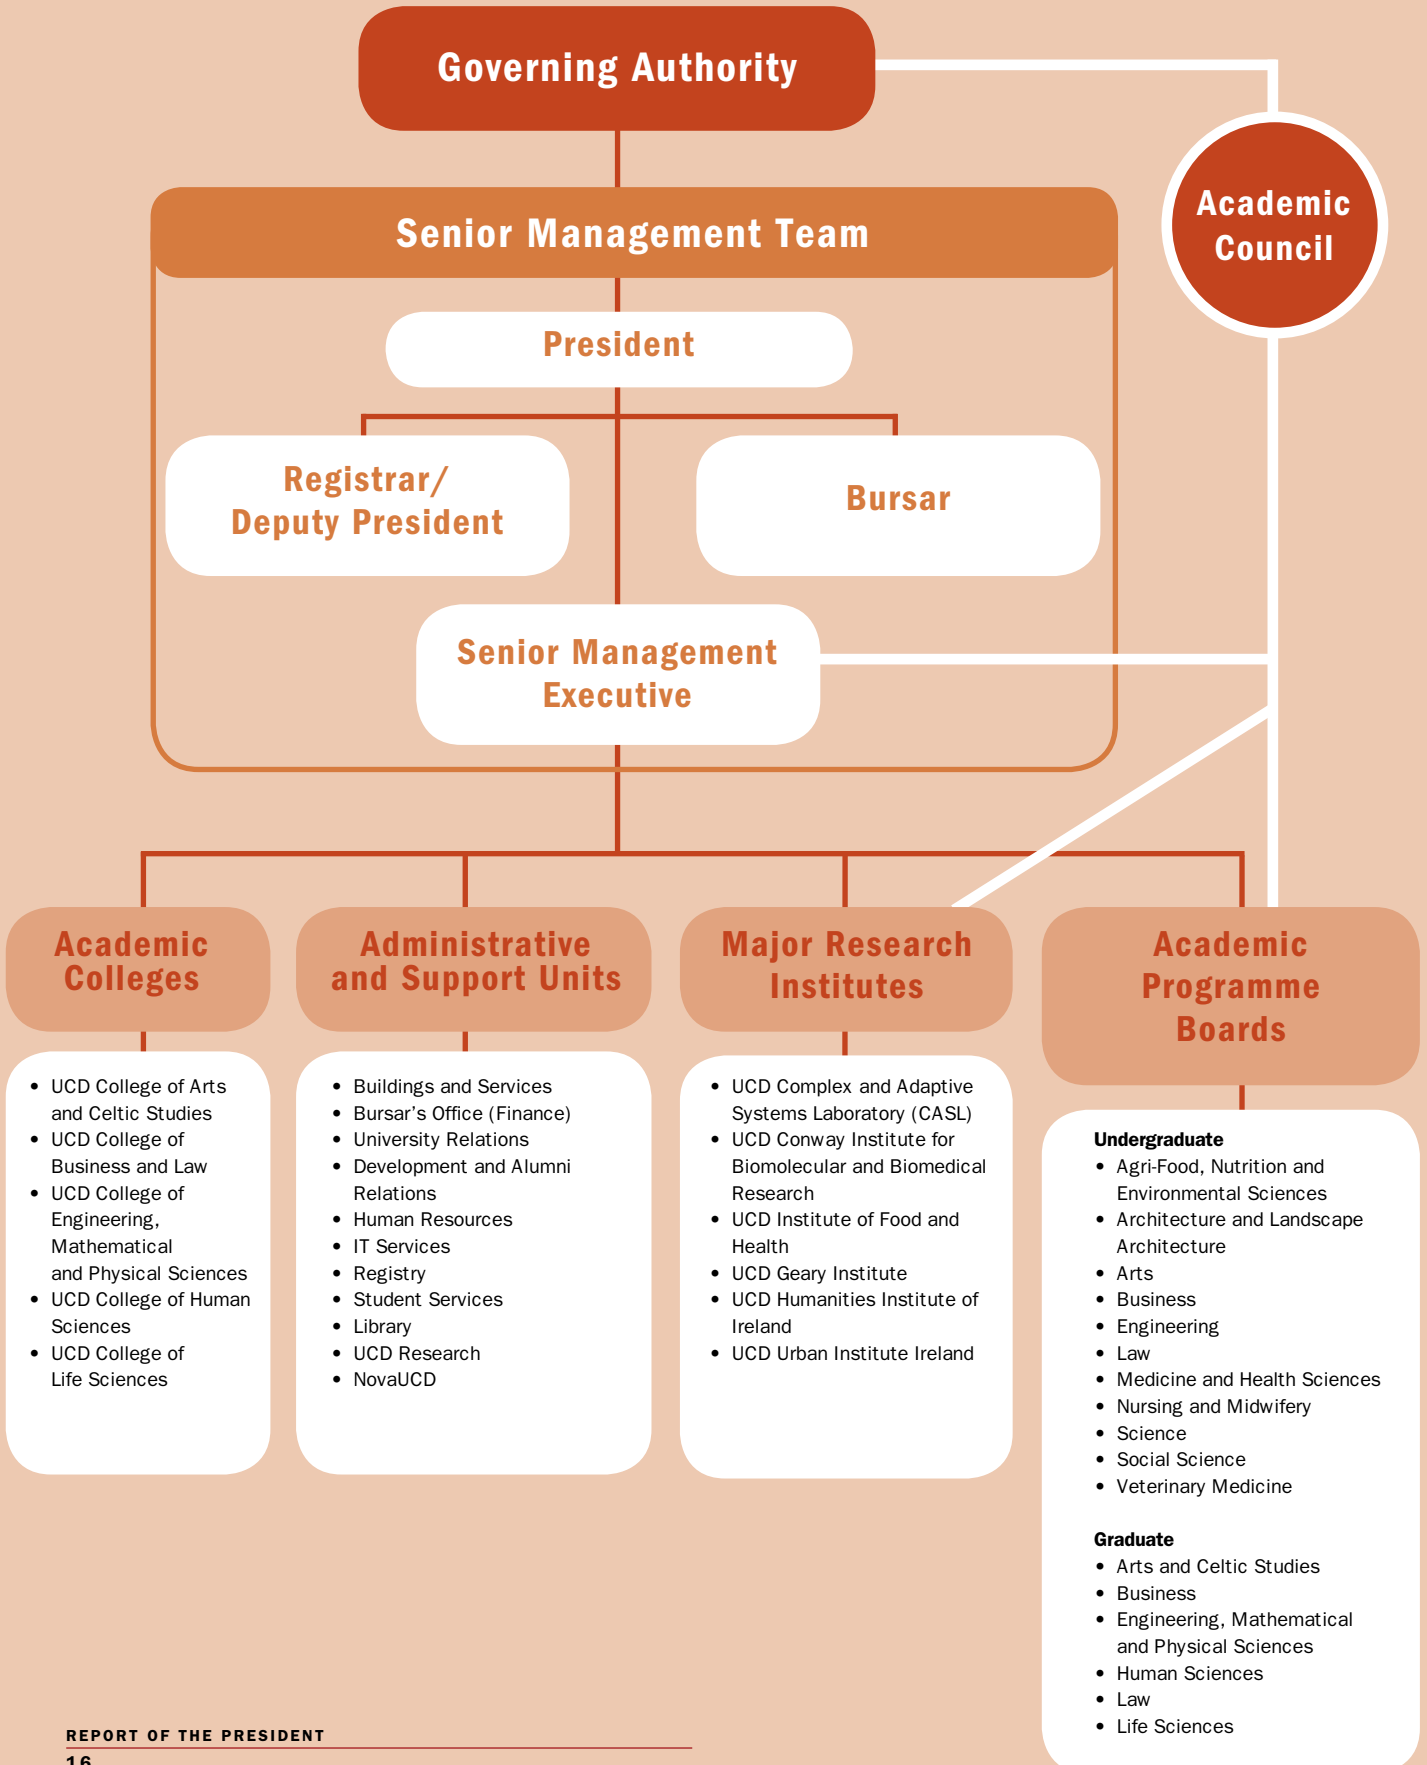 Governing Authority
Academic
Council
Senior Management Team
President
Registrar/
Deputy President
Bursar
Senior Management
Executive
Academic
Colleges
• UCD College of Arts
and Celtic Studies
• UCD College of
Business and Law
• UCD College of
Engineering,
Mathematical
and Physical Sciences
• UCD College of Human
Sciences
• UCD College of
Life Sciences
Administrative
and Support Units
• Buildings and Services
• Bursar’s Office (Finance)
• University Relations
• Development and Alumni
Relations
• Human Resources
• IT Services
• Registry
• Student Services
• Library
• UCD Research
• NovaUCD
Major Research
Institutes
• UCD Complex and Adaptive
Systems Laboratory (CASL)
• UCD Conway Institute for
Biomolecular and Biomedical
Research
• UCD Institute of Food and
Health
• UCD Geary Institute
• UCD Humanities Institute of
Ireland
• UCD Urban Institute Ireland
Academic
Programme
Boards
Undergraduate
• Agri-Food, Nutrition and
Environmental Sciences
• Architecture and Landscape
Architecture
• Arts
• Business
• Engineering
• Law
• Medicine and Health Sciences
• Nursing and Midwifery
• Science
• Social Science
• Veterinary Medicine
Graduate
• Arts and Celtic Studies
• Business
• Engineering, Mathematical
and Physical Sciences
• Human Sciences
• Law
• Life Sciences
REPORT OF THE PRESIDENT
16